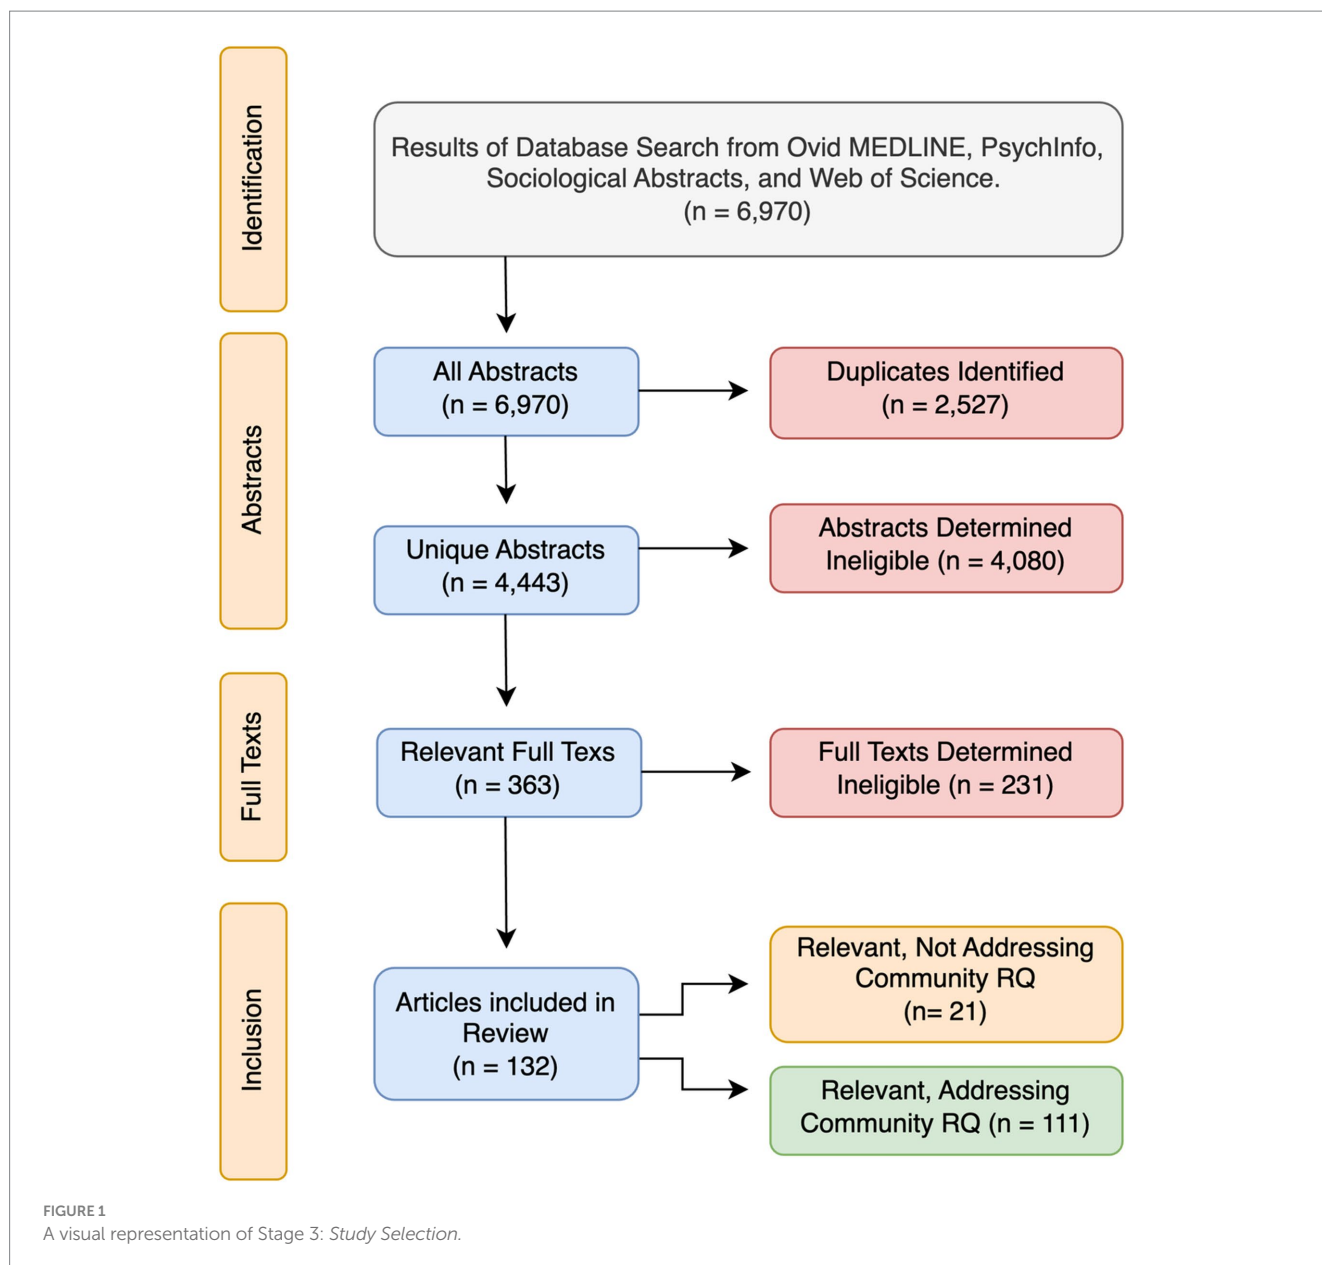 Identification
Results of Database Search from Ovid MEDLINE, PsychInfo,
Sociological Abstracts, and Web of Science.
(n = 6,970)
Abstracts
All Abstracts
(n = 6,970)
Duplicates Identified
(n = 2,527)
Unique Abstracts
(n = 4,443)
Abstracts Determined
Ineligible (n = 4,080)
Full Texts
Relevant Full Texs
(n = 363)
Full Texts Determined
Ineligible (n = 231)
Inclusion
Articles included in
Review
(n = 132)
Relevant, Not Addressing
Community RQ
(n= 21)
Relevant, Addressing
Community RQ (n = 111)
FIGURE 1
A visual representation of Stage 3: Study Selection.